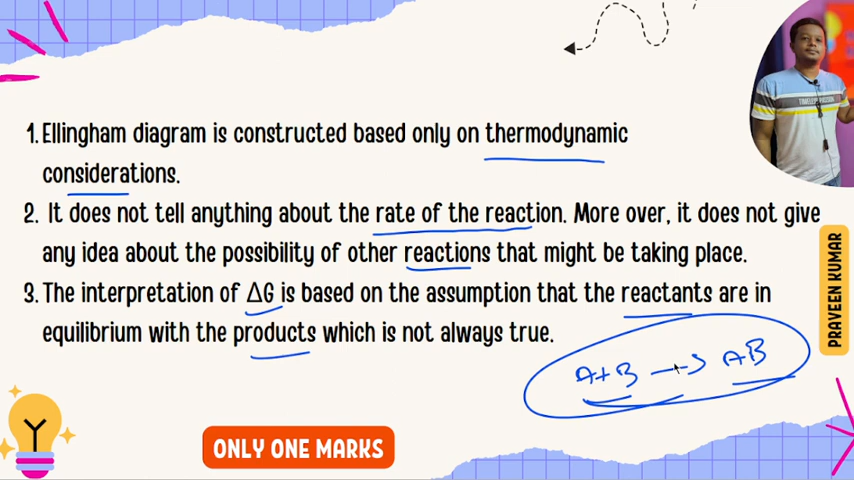 1. Ellingham diagram is constructed based only on thermodynamic
considerations.
2. It does not tell anything about the rate of the reaction. More over, it does not give
any idea about the possibility of other reactions that might be taking place.
3. The interpretation of ΔG is based on the assumption that the reactants are in
equilibrium with the products which is not always true.
A+B → AB
ONLY ONE MARKS
PRAVEEN KUMAR